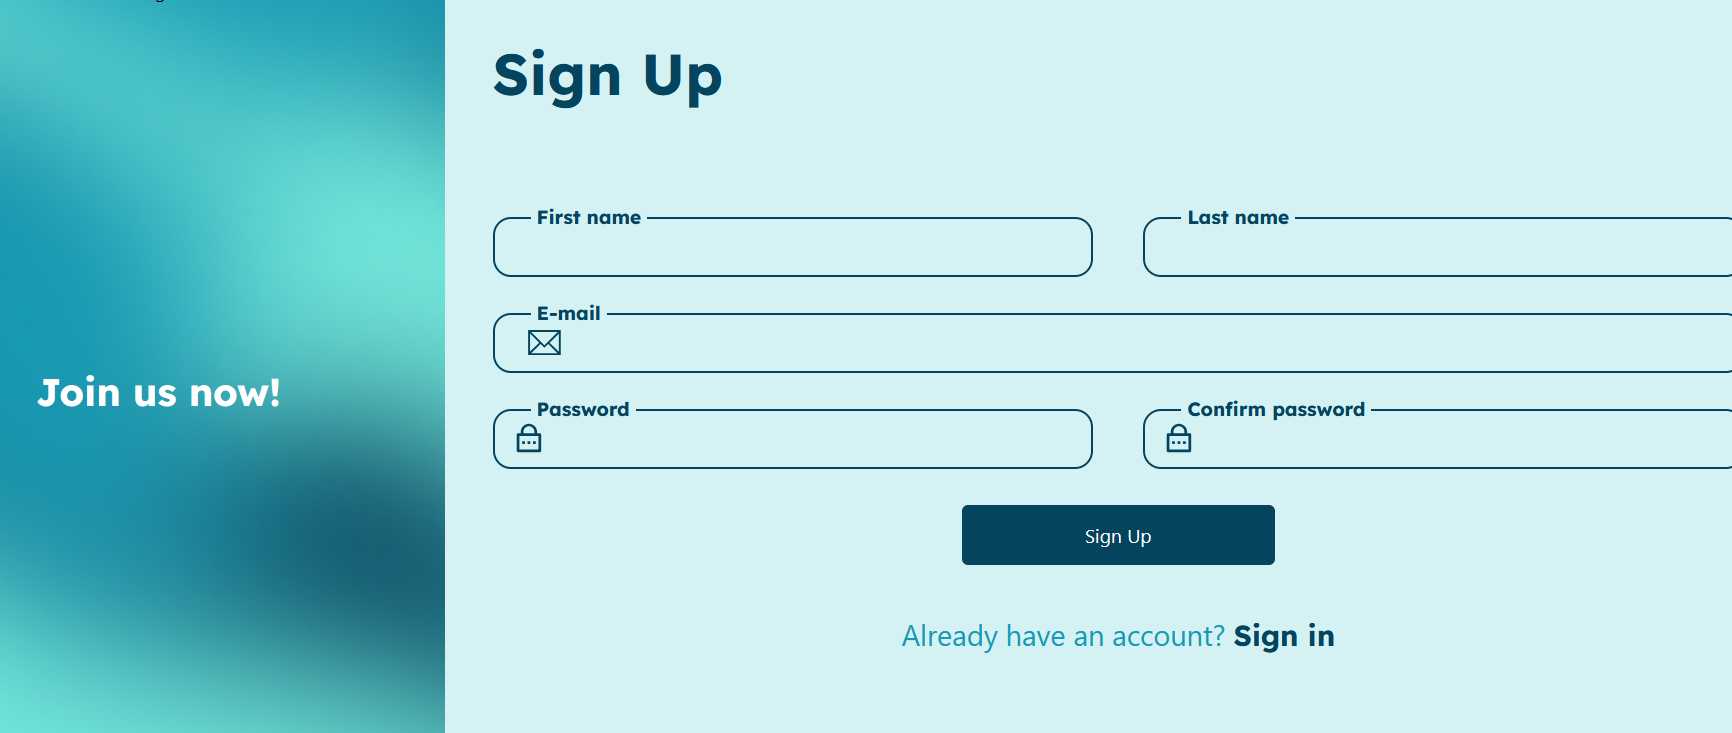 Join us now!
Sign Up
First name
Last name
E-mail
Password
Confirm password
Sign Up
Already have an account? Sign in